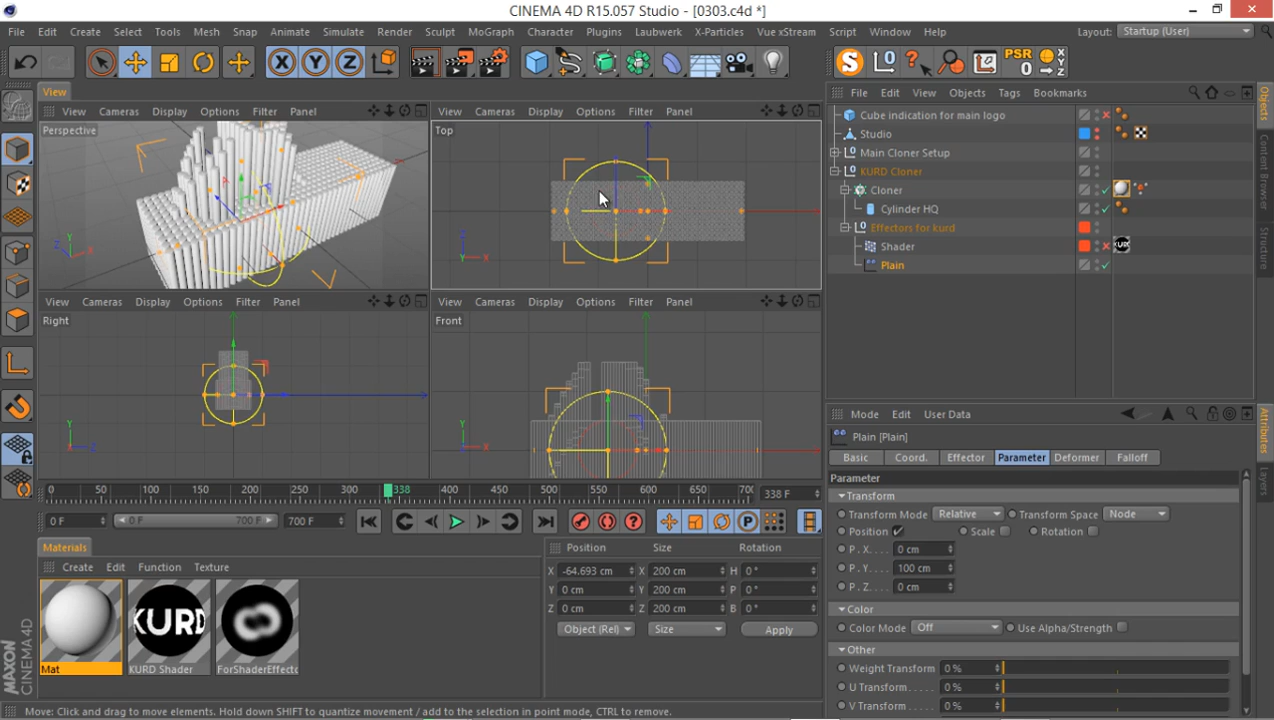 CINEMA 4D R15.057 Studio - [0303.c4d *]
File Edit Create Select Tools Mesh Snap Animate Simulate Render Sculpt MoGraph Character Plugins Laubwerk X-Particles Vue xStream Script Window Help Layout: Startup (User)
X Y Z S PSR 0
View
View Cameras Display Options Filter Panel
View Cameras Display Options Filter Panel
Perspective
Top
View Cameras Display Options Filter Panel
View Cameras Display Options Filter Panel
Right
Front
File Edit View Objects Tags Bookmarks
Cube indication for main logo
Studio
Main Cloner Setup
KURD Cloner
Cloner
Cylinder HQ
Effectors for kurd
Shader
Plain
Objects
Content Browser
Structure
Mode Edit User Data
Plain [Plain]
Basic Coord. Effector Parameter Deformer Falloff
Parameter
Transform
Transform Mode Relative Transform Space Node
Position Scale Rotation
P . X . . . . 0 cm
P . Y . . . . 100 cm
P . Z . . . . 0 cm
Color
Color Mode Off Use Alpha/Strength
Other
Weight Transform 0 %
U Transform . . . . . 0 %
V Transform . . . . . 0 %
Attributes
Layers
0 50 100 150 200 250 300 338 400 450 500 550 600 650 700 338 F
0 F 0 F 700 F 700 F
Materials
Create Edit Function Texture
KURD
Mat KURD Shader ForShaderEffecto
Position Size Rotation
X -64.693 cm X 200 cm H 0 °
Y 0 cm Y 200 cm P 0 °
Z 0 cm Z 200 cm B 0 °
Object (Rel) Size Apply
MAXON CINEMA 4D
Move: Click and drag to move elements. Hold down SHIFT to quantize movement / add to the selection in point mode, CTRL to remove.